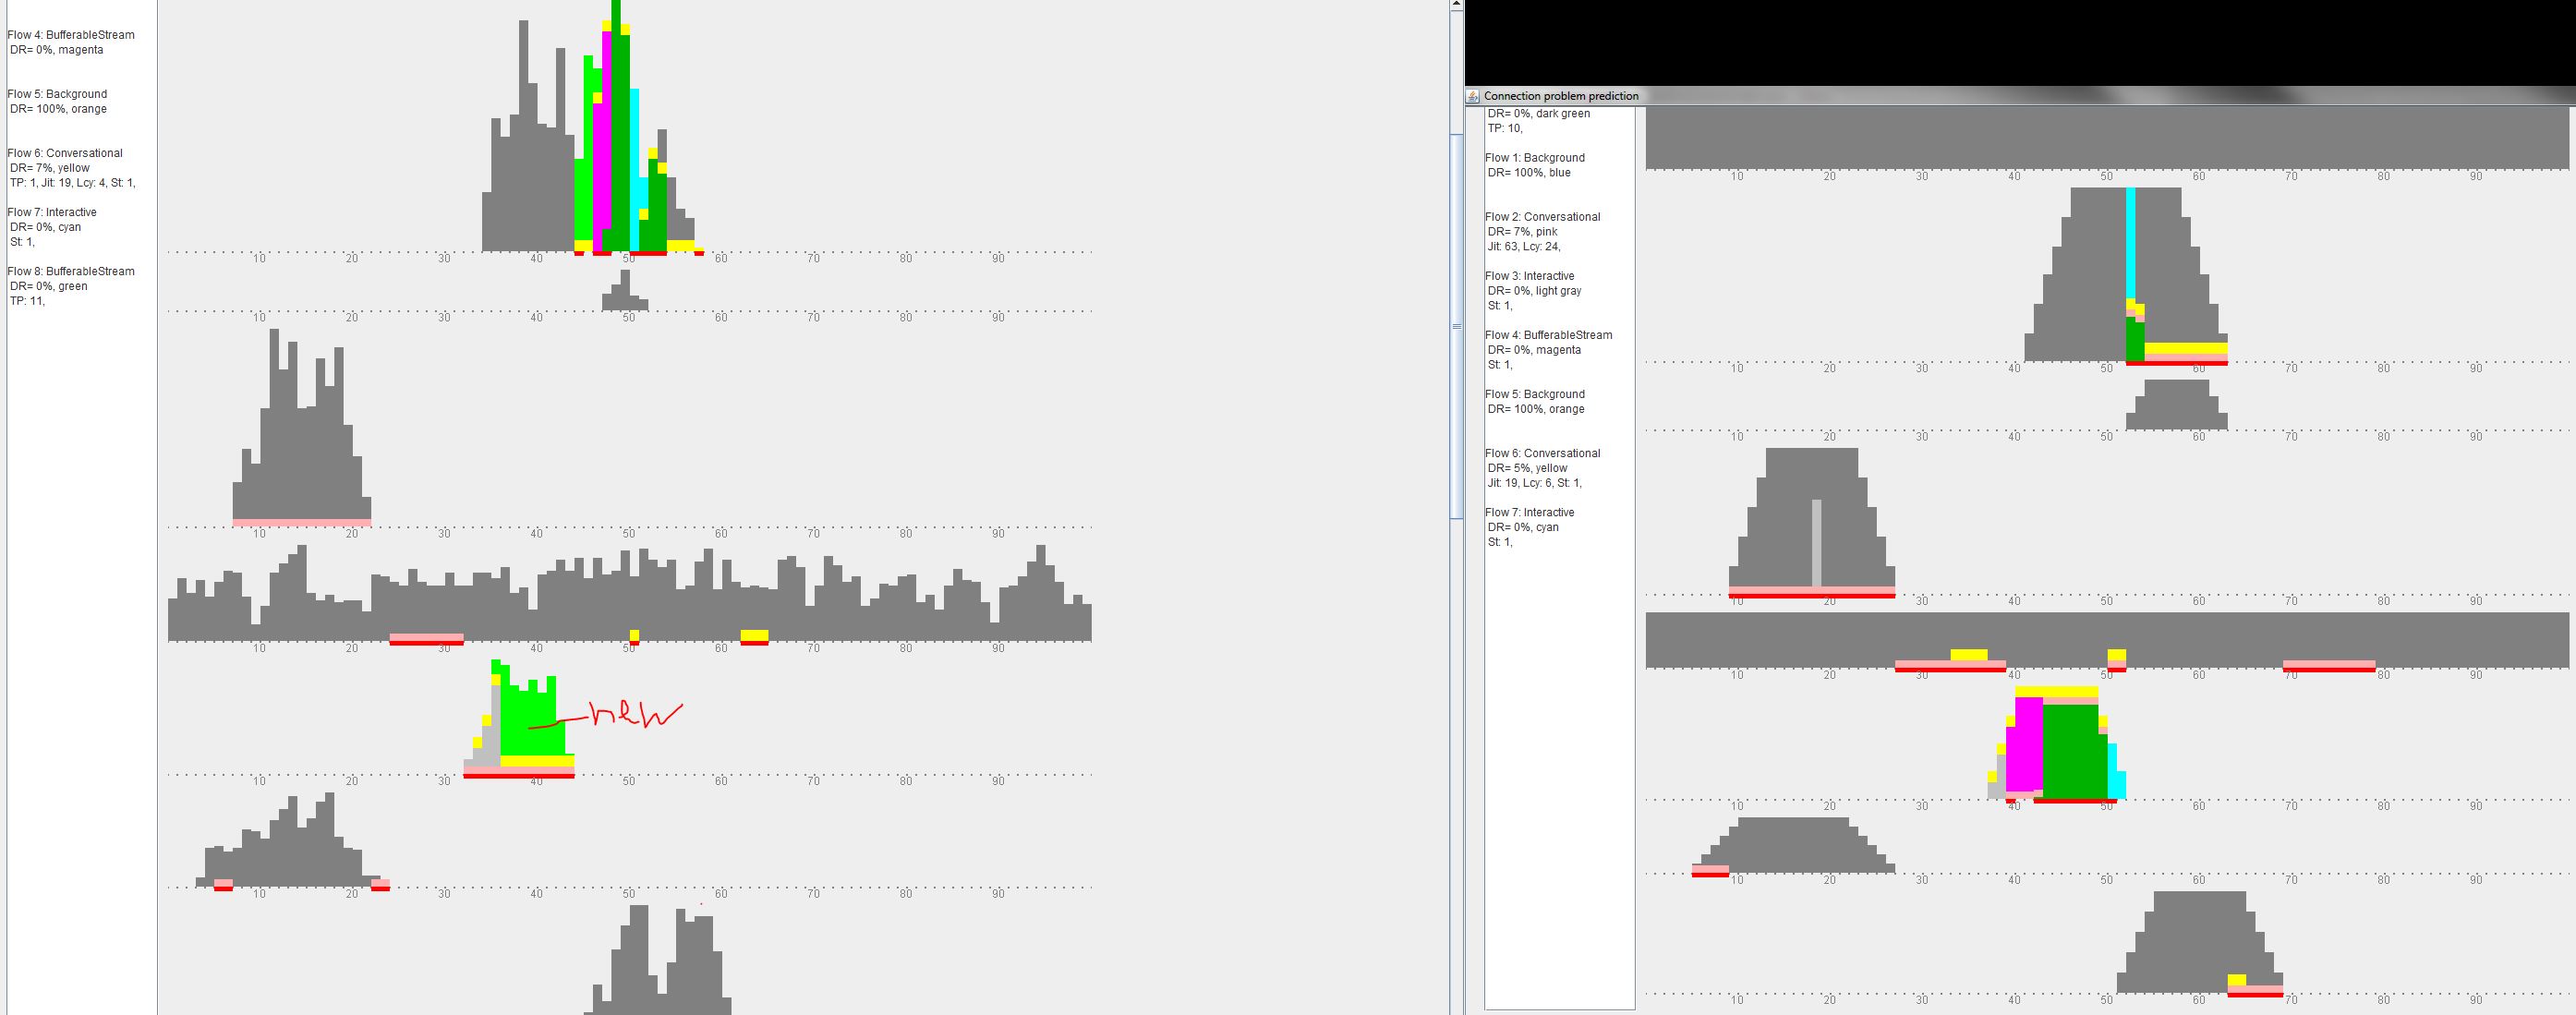 Flow 4: BufferableStream
DR= 0%, magenta
Flow 5: Background
DR= 100%, orange
Flow 6: Conversational
DR= 7%, yellow
TP: 1, Jit: 19, Lcy: 4, St: 1,
Flow 7: Interactive
DR= 0%, cyan
St: 1,
Flow 8: BufferableStream
DR= 0%, green
TP: 11,
10 20 30 40 50 60 70 80 90
10 20 30 40 50 60 70 80 90
10 20 30 40 50 60 70 80 90
10 20 30 40 50 60 70 80 90
new
10 20 30 40 50 60 70 80 90
10 20 30 40 50 60 70 80 90
Connection problem prediction
DR= 0%, dark green
TP: 10,
Flow 1: Background
DR= 100%, blue
Flow 2: Conversational
DR= 7%, pink
Jit: 63, Lcy: 24,
Flow 3: Interactive
DR= 0%, light gray
St: 1,
Flow 4: BufferableStream
DR= 0%, magenta
St: 1,
Flow 5: Background
DR= 100%, orange
Flow 6: Conversational
DR= 5%, yellow
Jit: 19, Lcy: 6, St: 1,
Flow 7: Interactive
DR= 0%, cyan
St: 1,
10 20 30 40 50 60 70 80 90
10 20 30 40 50 60 70 80 90
10 20 30 40 50 60 70 80 90
10 20 30 40 50 60 70 80 90
10 20 30 40 50 60 70 80 90
10 20 30 40 50 60 70 80 90
10 20 30 40 50 60 70 80 90
10 20 30 40 50 60 70 80 90